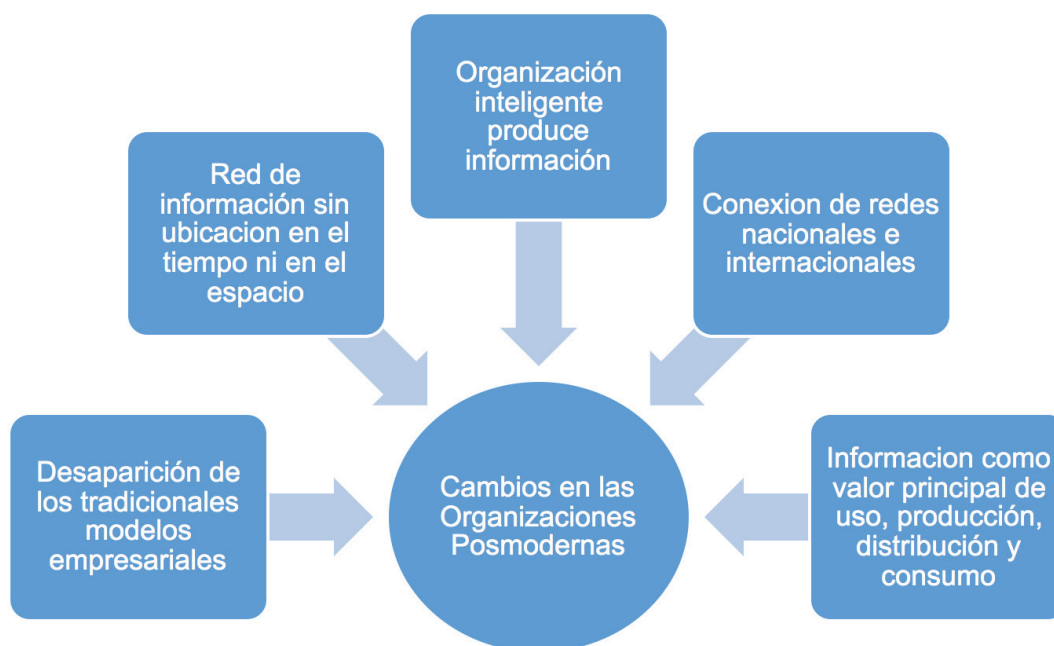 Organización
inteligente
produce
información
Red de
información sin
ubicacion en el
tiempo ni en el
espacio
Conexion de redes
nacionales e
internacionales
Desaparición de
los tradicionales
modelos
empresariales
Cambios en las
Organizaciones
Posmodernas
Informacion como
valor principal de
uso, producción,
distribución y
consumo